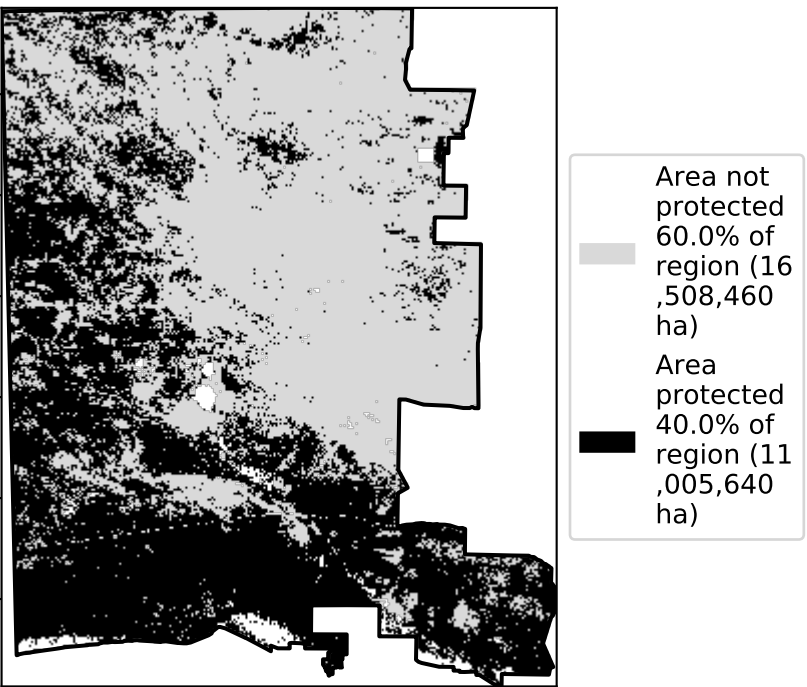 Area not
protected
60.0% of
region (16
,508,460
ha)
Area
protected
40.0% of
region (11
,005,640
ha)